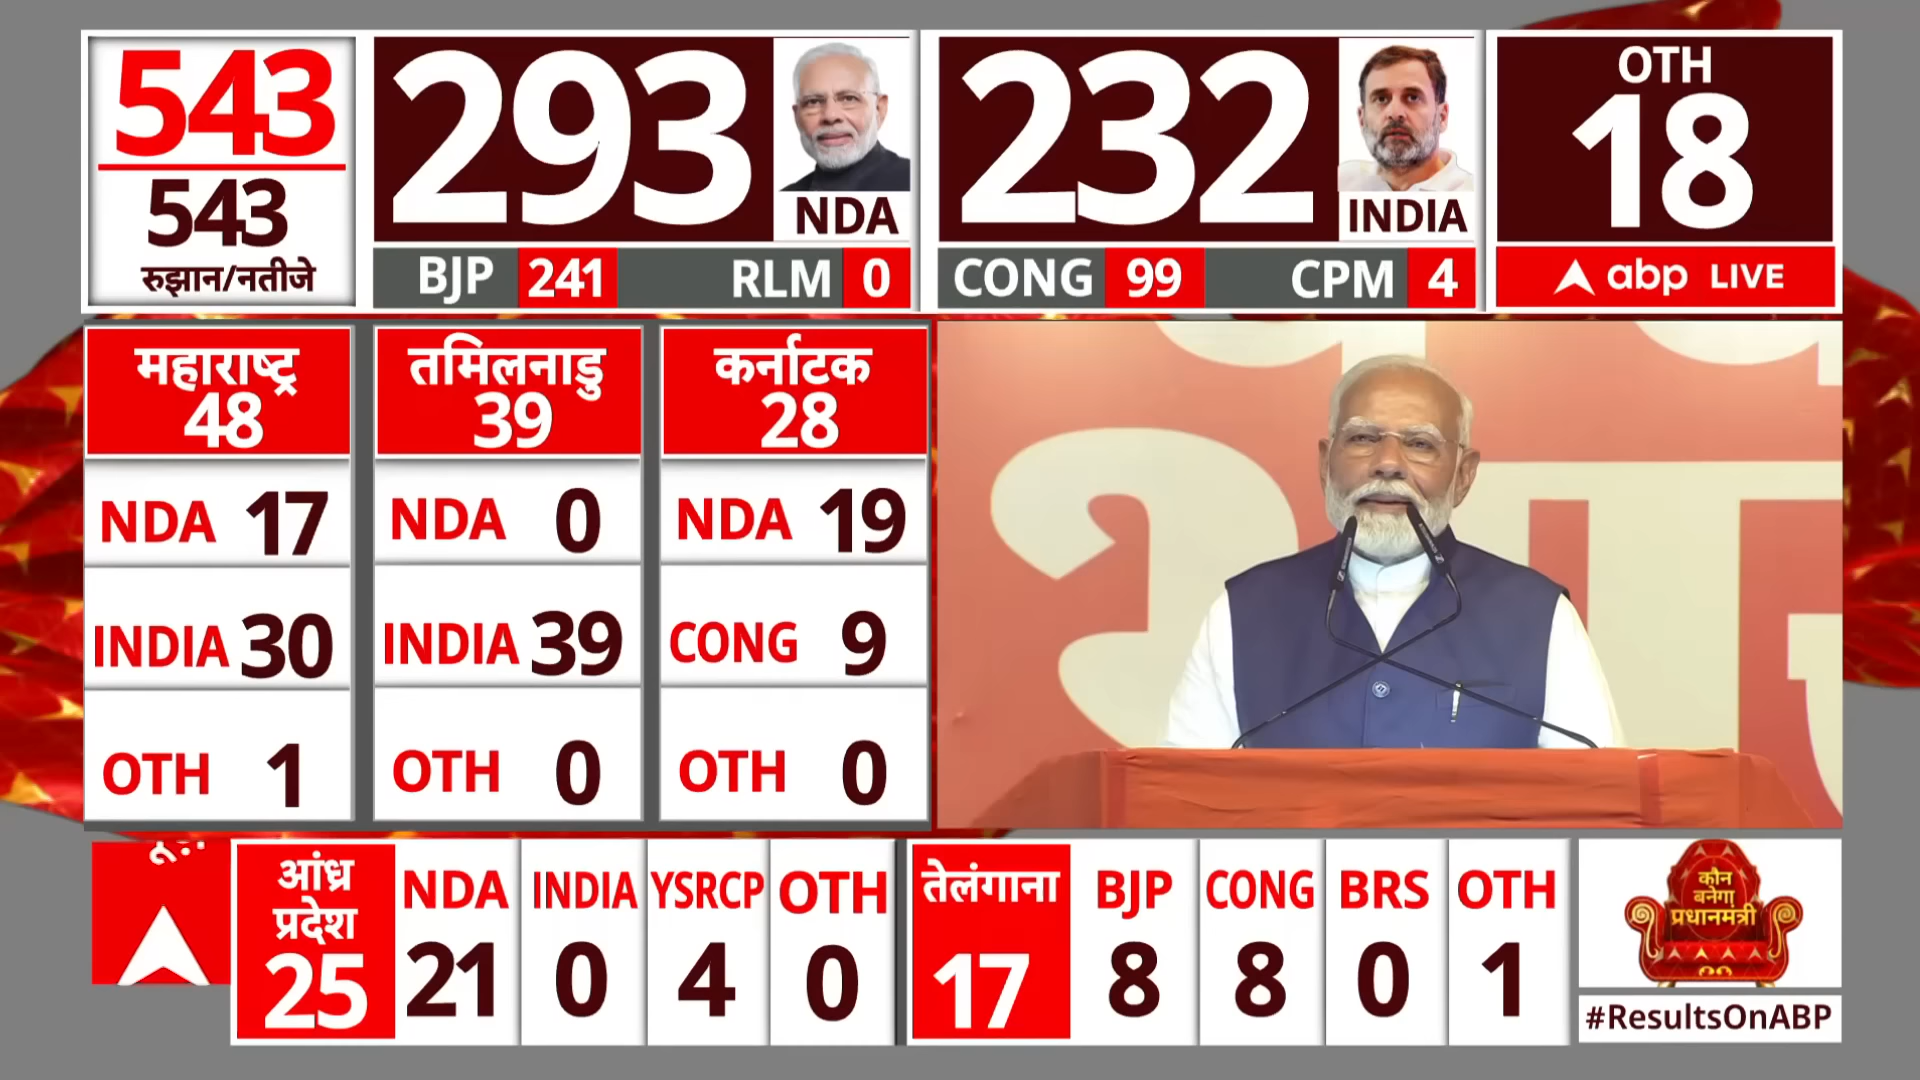 543
543
रुझान/नतीजे
293
NDA
BJP 241 RLM 0
232
INDIA
CONG 99 CPM 4
OTH
18
abp LIVE
महाराष्ट्र
48
NDA 17
INDIA 30
OTH 1
तमिलनाडु
39
NDA 0
INDIA 39
OTH 0
कर्नाटक
28
NDA 19
CONG 9
OTH 0
आंध्र
प्रदेश
25
NDA INDIA YSRCP OTH
21 0 4 0
तेलंगाना
17
BJP CONG BRS OTH
8 8 0 1
कौन
बनेगा
प्रधानमंत्री
#ResultsOnABP